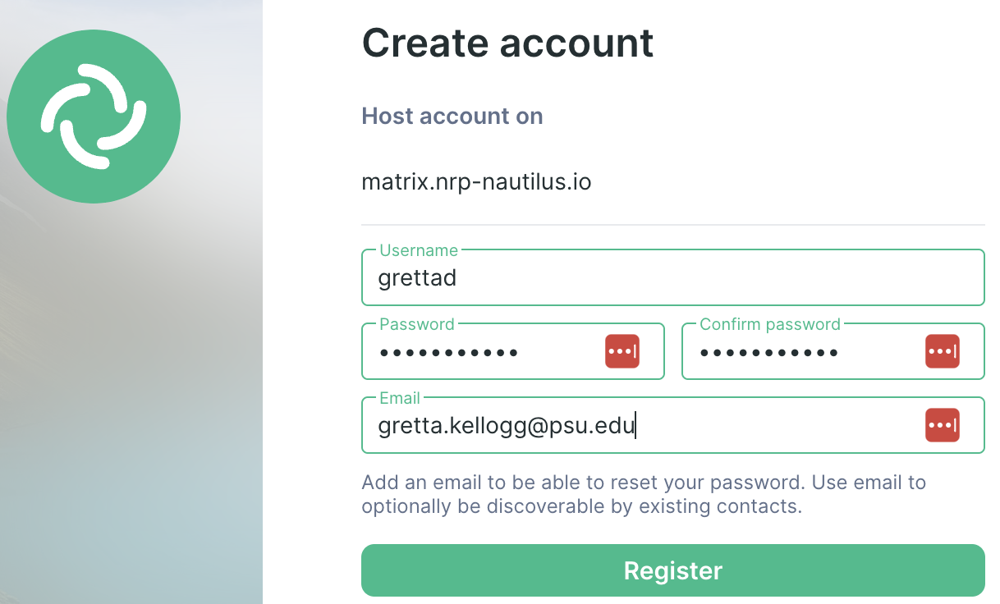 Create account
Host account on
matrix.nrp-nautilus.io
Username
grettad
Password
•••••••••••
Confirm password
•••••••••••
Email
gretta.kellogg@psu.edu
Add an email to be able to reset your password. Use email to
optionally be discoverable by existing contacts.
Register